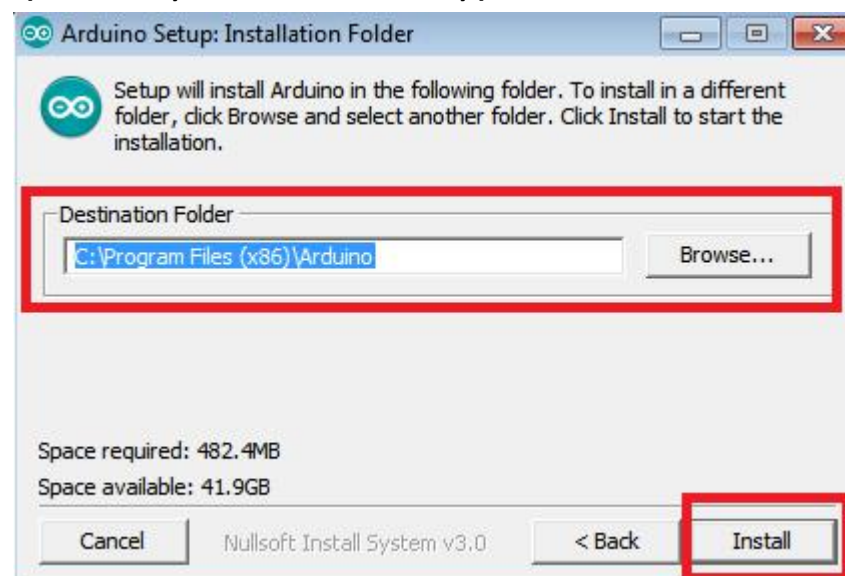 Arduino Setup: Installation Folder
Setup will install Arduino in the following folder. To install in a different
folder, click Browse and select another folder. Click Install to start the
installation.
Destination Folder
C:\Program Files (x86)\Arduino
Browse...
Space required: 482.4MB
Space available: 41.9GB
Cancel Nullsoft Install System v3.0 < Back Install